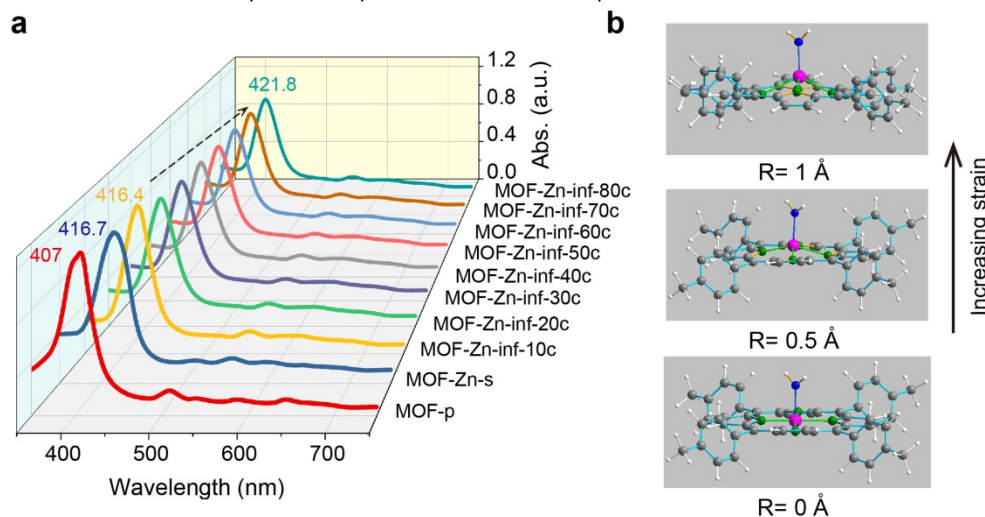 a
1.2
0.8
0.4
0.0
Abs. (a.u.)
421.8
416.4
416.7
407
MOF-Zn-inf-80c
MOF-Zn-inf-70c
MOF-Zn-inf-60c
MOF-Zn-inf-50c
MOF-Zn-inf-40c
MOF-Zn-inf-30c
MOF-Zn-inf-20c
MOF-Zn-inf-10c
MOF-Zn-s
MOF-p
400 500 600 700
Wavelength (nm)
b
R= 1 Å
R= 0.5 Å
R= 0 Å
Increasing strain